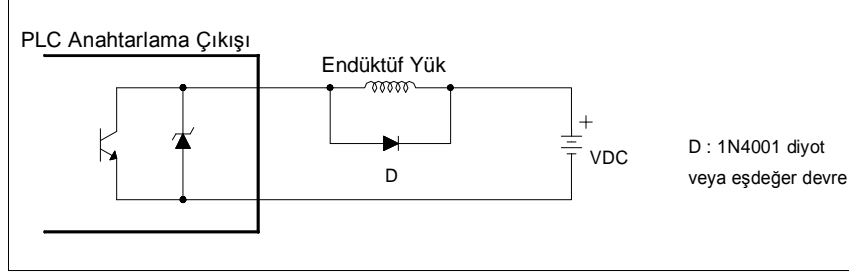 PLC Anahtarlama Çıkışı
Endüktüf Yük
D
+
VDC
D : 1N4001 diyot
veya eşdeğer devre